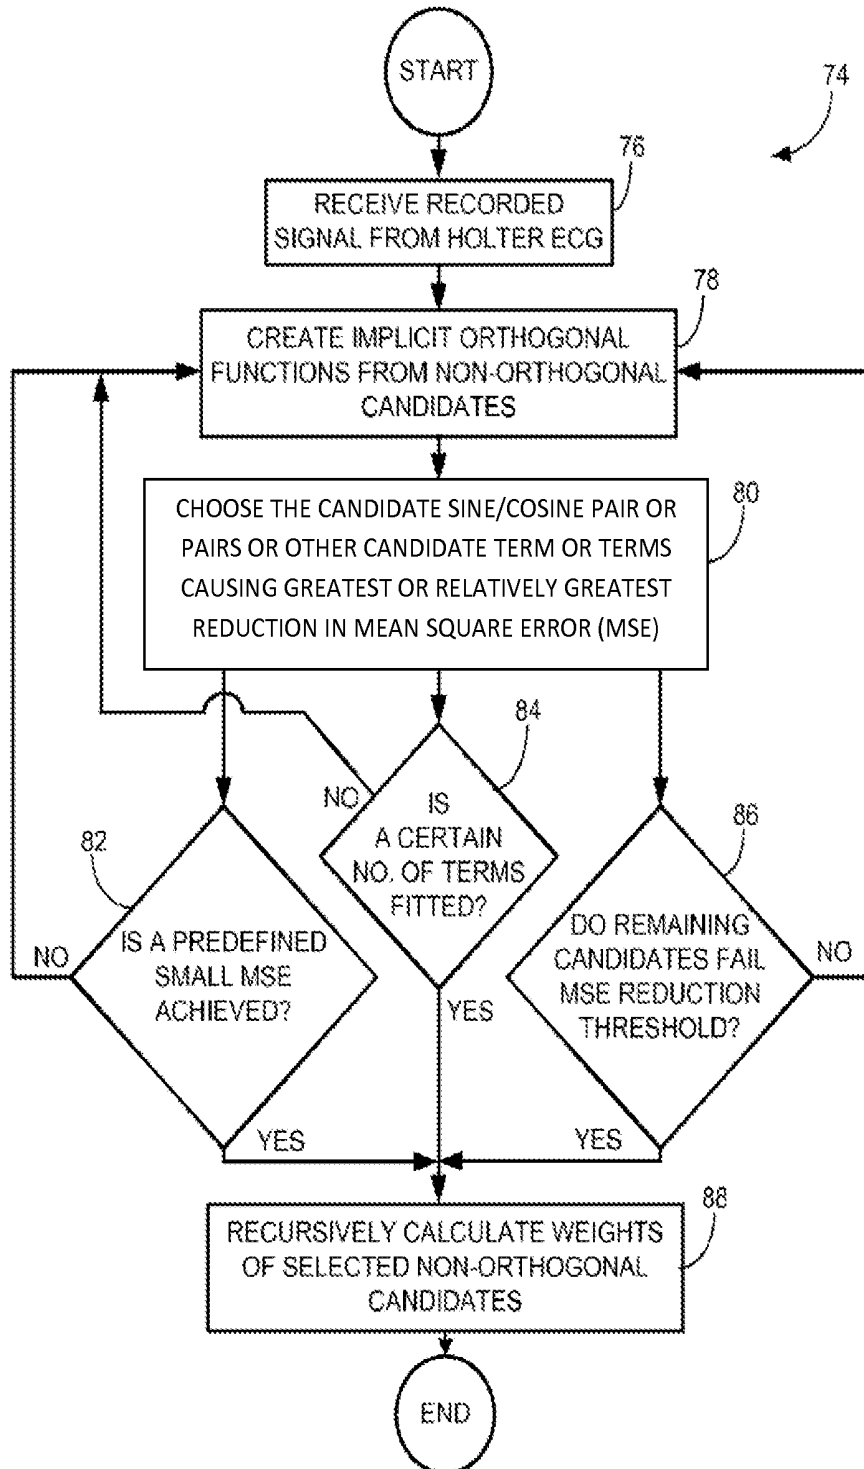 START
74
76
RECEIVE RECORDED
SIGNAL FROM HOLTER ECG
78
CREATE IMPLICIT ORTHOGONAL
FUNCTIONS FROM NON-ORTHOGONAL
CANDIDATES
80
CHOOSE THE CANDIDATE SINE/COSINE PAIR OR
PAIRS OR OTHER CANDIDATE TERM OR TERMS
CAUSING GREATEST OR RELATIVELY GREATEST
REDUCTION IN MEAN SQUARE ERROR (MSE)
84
NO
IS
A CERTAIN
NO. OF TERMS
FITTED?
YES
82
NO
IS A PREDEFINED
SMALL MSE
ACHIEVED?
YES
86
DO REMAINING
CANDIDATES FAIL
MSE REDUCTION
THRESHOLD?
NO
YES
88
RECURSIVELY CALCULATE WEIGHTS
OF SELECTED NON-ORTHOGONAL
CANDIDATES
END